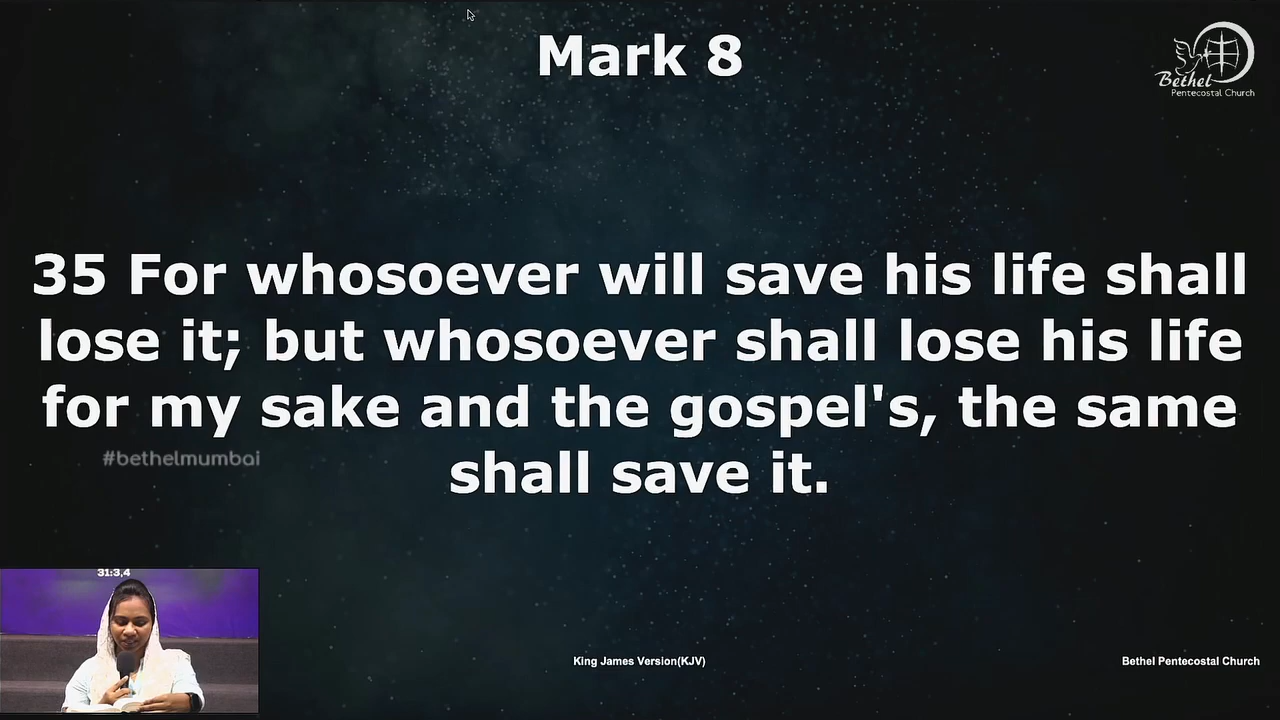 Mark 8
Bethel
Pentecostal Church
35 For whosoever will save his life shall
lose it; but whosoever shall lose his life
for my sake and the gospel's, the same
shall save it.
#bethelmumbai
31:3,4
King James Version(KJV)
Bethel Pentecostal Church